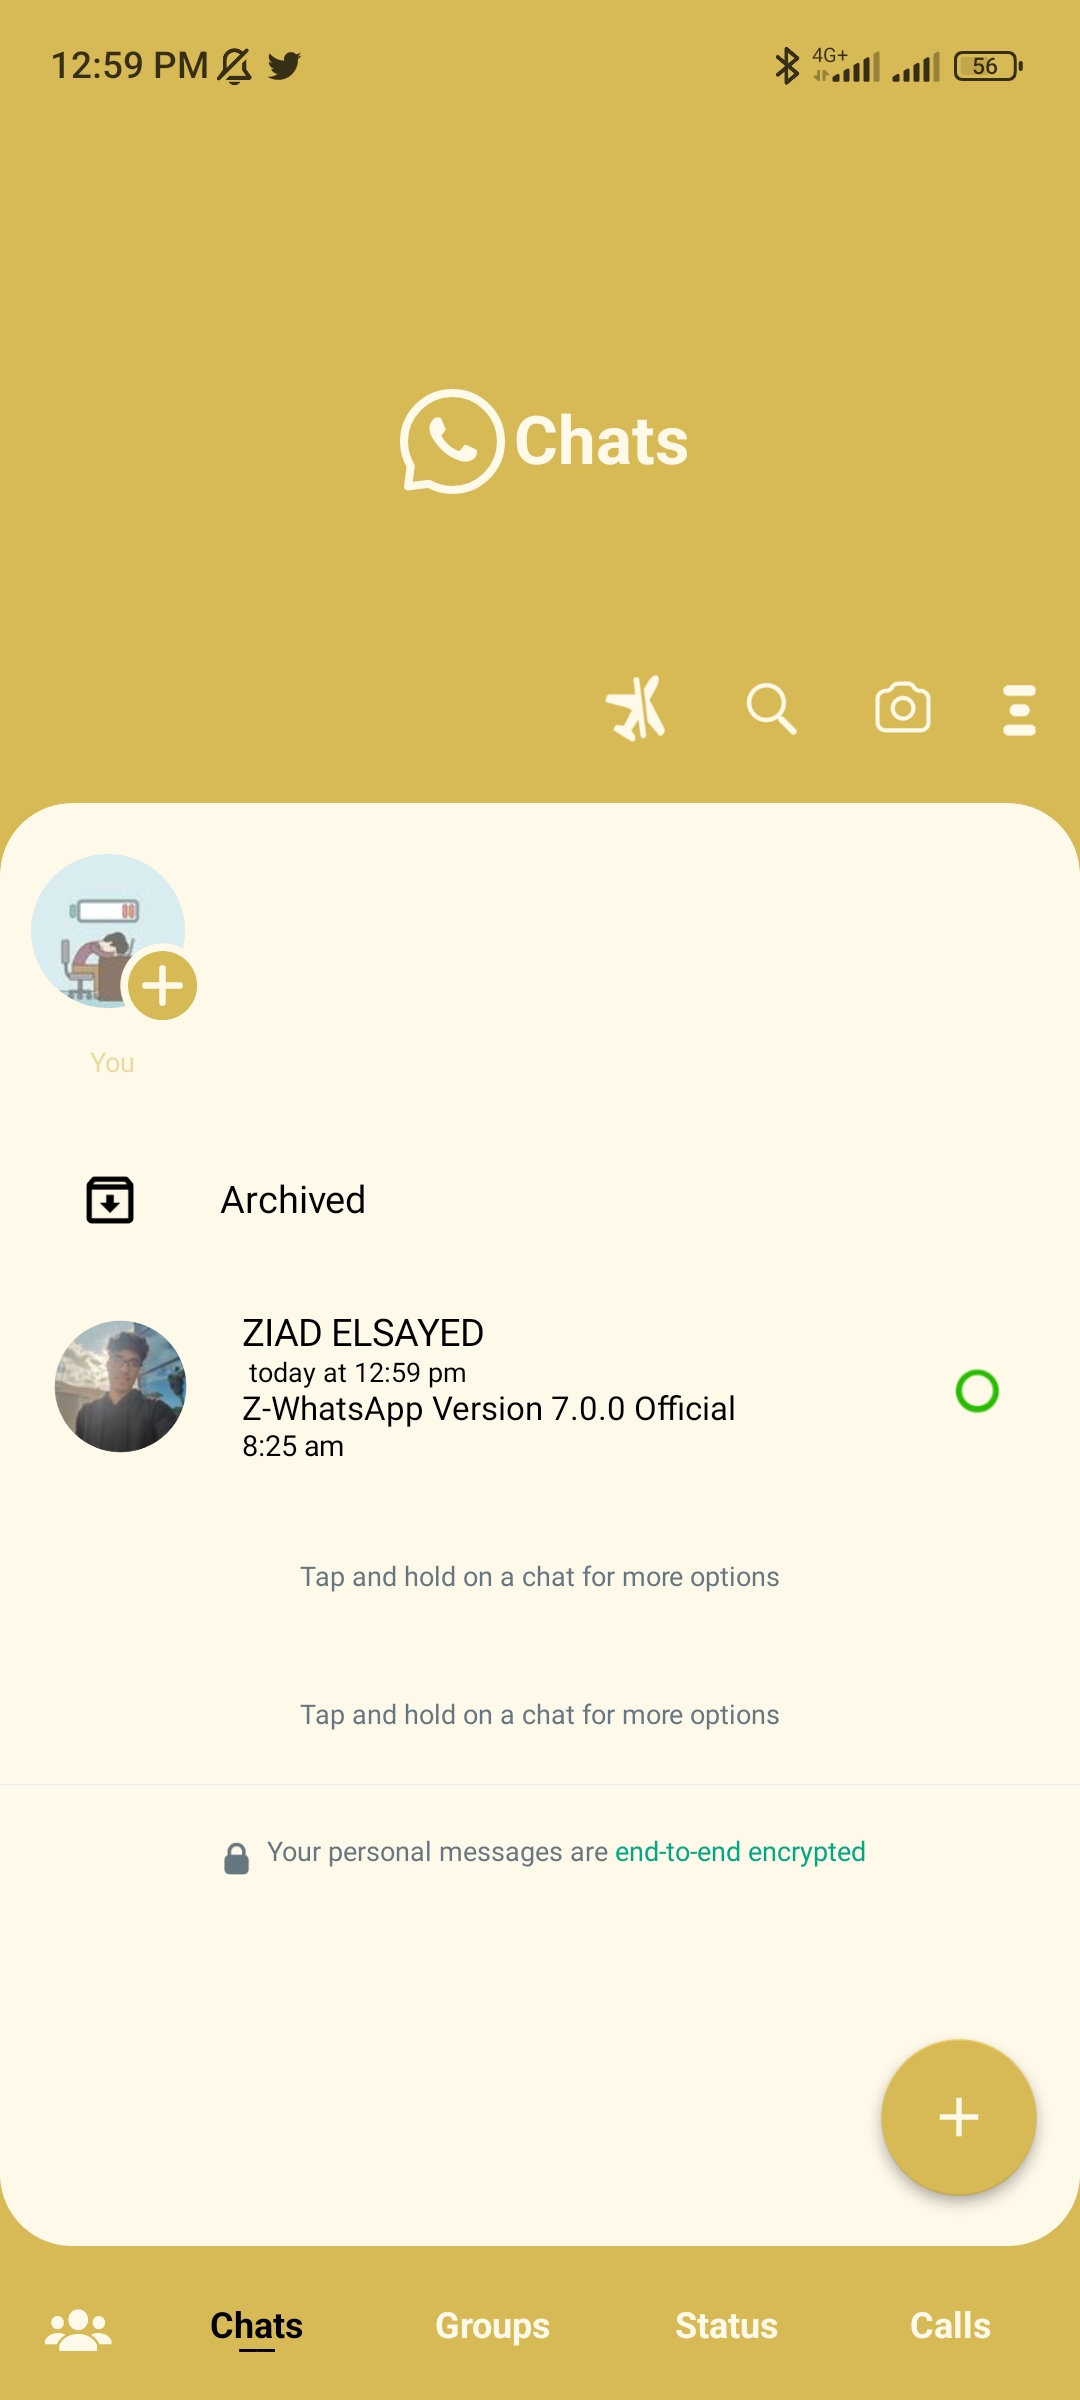 12:59 PM
4G+
56
Chats
You
Archived
ZIAD ELSAYED
today at 12:59 pm
Z-WhatsApp Version 7.0.0 Official
8:25 am
Tap and hold on a chat for more options
Tap and hold on a chat for more options
Your personal messages are end-to-end encrypted
Chats
Groups
Status
Calls